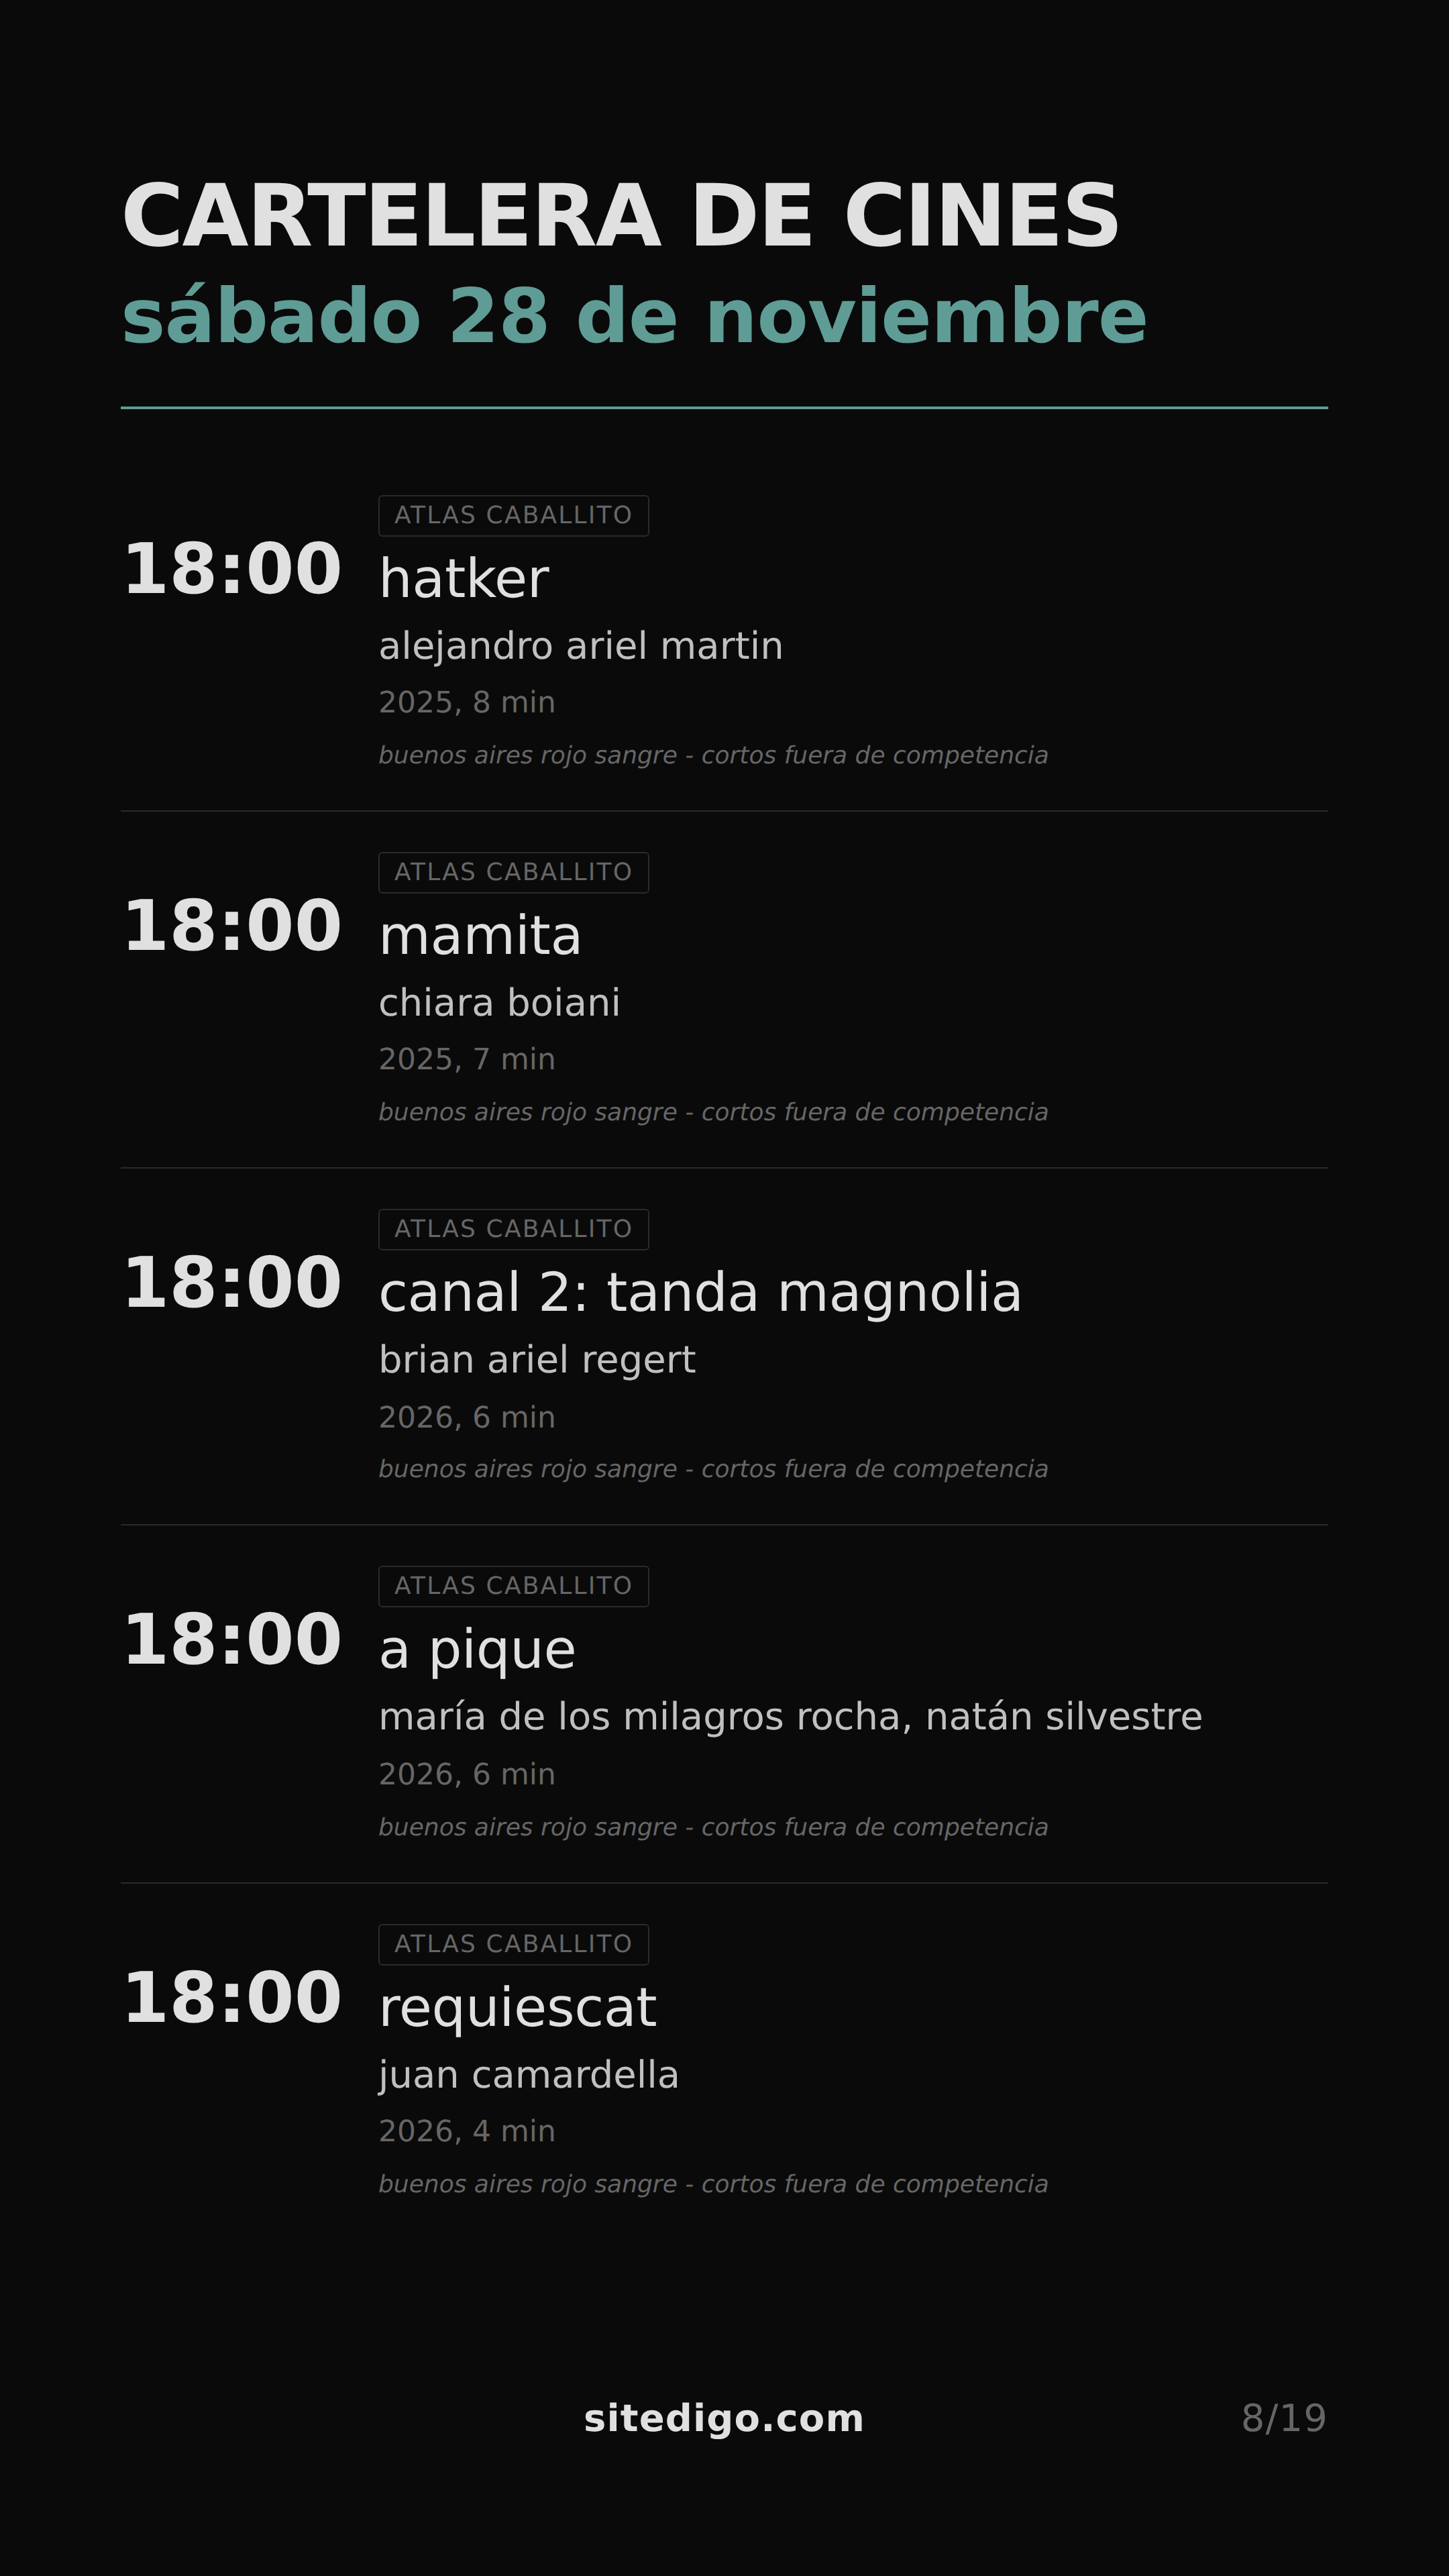 CARTELERA DE CINES
sábado 28 de noviembre
ATLAS CABALLITO
18:00
hatker
alejandro ariel martin
2025, 8 min
buenos aires rojo sangre - cortos fuera de competencia
ATLAS CABALLITO
18:00
mamita
chiara boiani
2025, 7 min
buenos aires rojo sangre - cortos fuera de competencia
ATLAS CABALLITO
18:00
canal 2: tanda magnolia
brian ariel regert
2026, 6 min
buenos aires rojo sangre - cortos fuera de competencia
ATLAS CABALLITO
18:00
a pique
maría de los milagros rocha, natán silvestre
2026, 6 min
buenos aires rojo sangre - cortos fuera de competencia
ATLAS CABALLITO
18:00
requiescat
juan camardella
2026, 4 min
buenos aires rojo sangre - cortos fuera de competencia
sitedigo.com
8/19